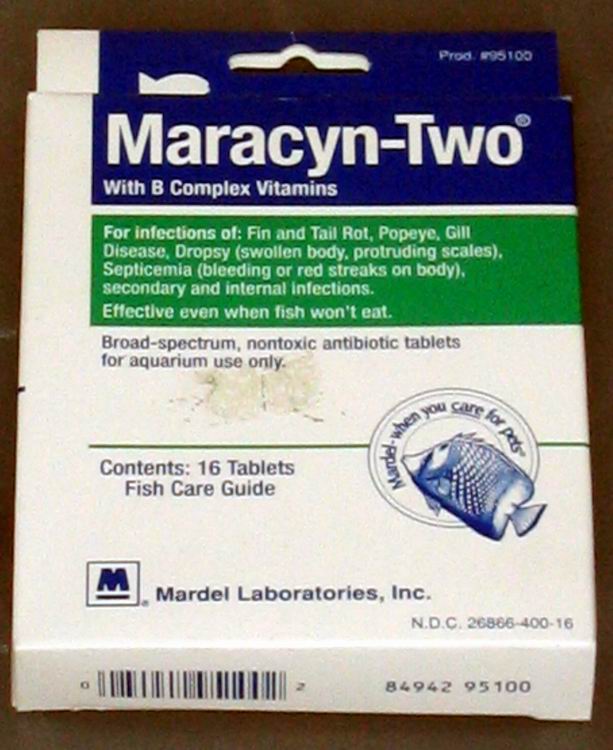 Prod. #95100
Maracyn-Two®
With B Complex Vitamins
For infections of: Fin and Tail Rot, Popeye, Gill
Disease, Dropsy (swollen body, protruding scales),
Septicemia (bleeding or red streaks on body),
secondary and internal infections.
Effective even when fish won't eat.
Broad-spectrum, nontoxic antibiotic tablets
for aquarium use only.
Mardel-when you care for pets®
Contents: 16 Tablets
Fish Care Guide
M® Mardel Laboratories, Inc.
N.D.C. 26866-400-16
0 2 84942 95100